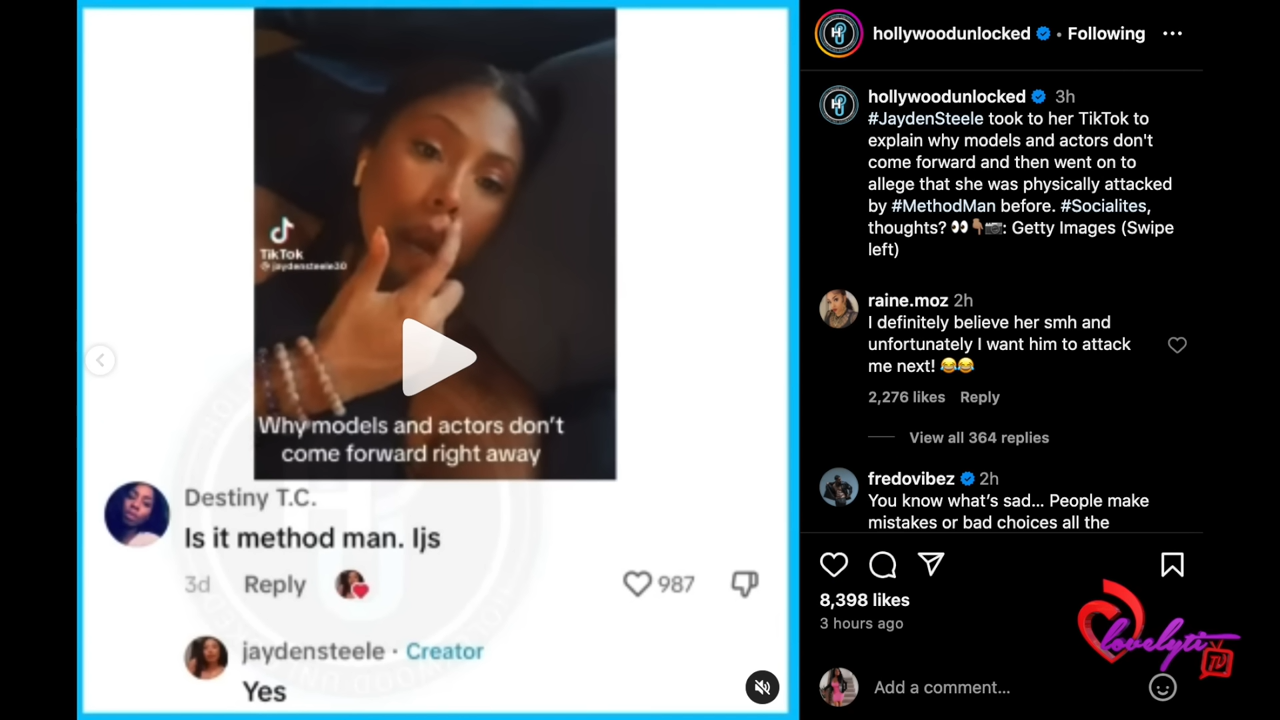 TikTok
@jaydensteele30
Why models and actors don't
come forward right away
Destiny T.C.
Is it method man. Ijs
3d Reply 987
jaydensteele · Creator
Yes
hollywoodunlocked • Following
hollywoodunlocked 3h
#JaydenSteele took to her TikTok to
explain why models and actors don't
come forward and then went on to
allege that she was physically attacked
by #MethodMan before. #Socialites,
thoughts? 👀👇🏾📷: Getty Images (Swipe
left)
raine.moz 2h
I definitely believe her smh and
unfortunately I want him to attack
me next! 😂😂
2,276 likes Reply
View all 364 replies
fredovibez 2h
You know what's sad... People make
mistakes or bad choices all the
8,398 likes
3 hours ago
lovelyti
TV
Add a comment...